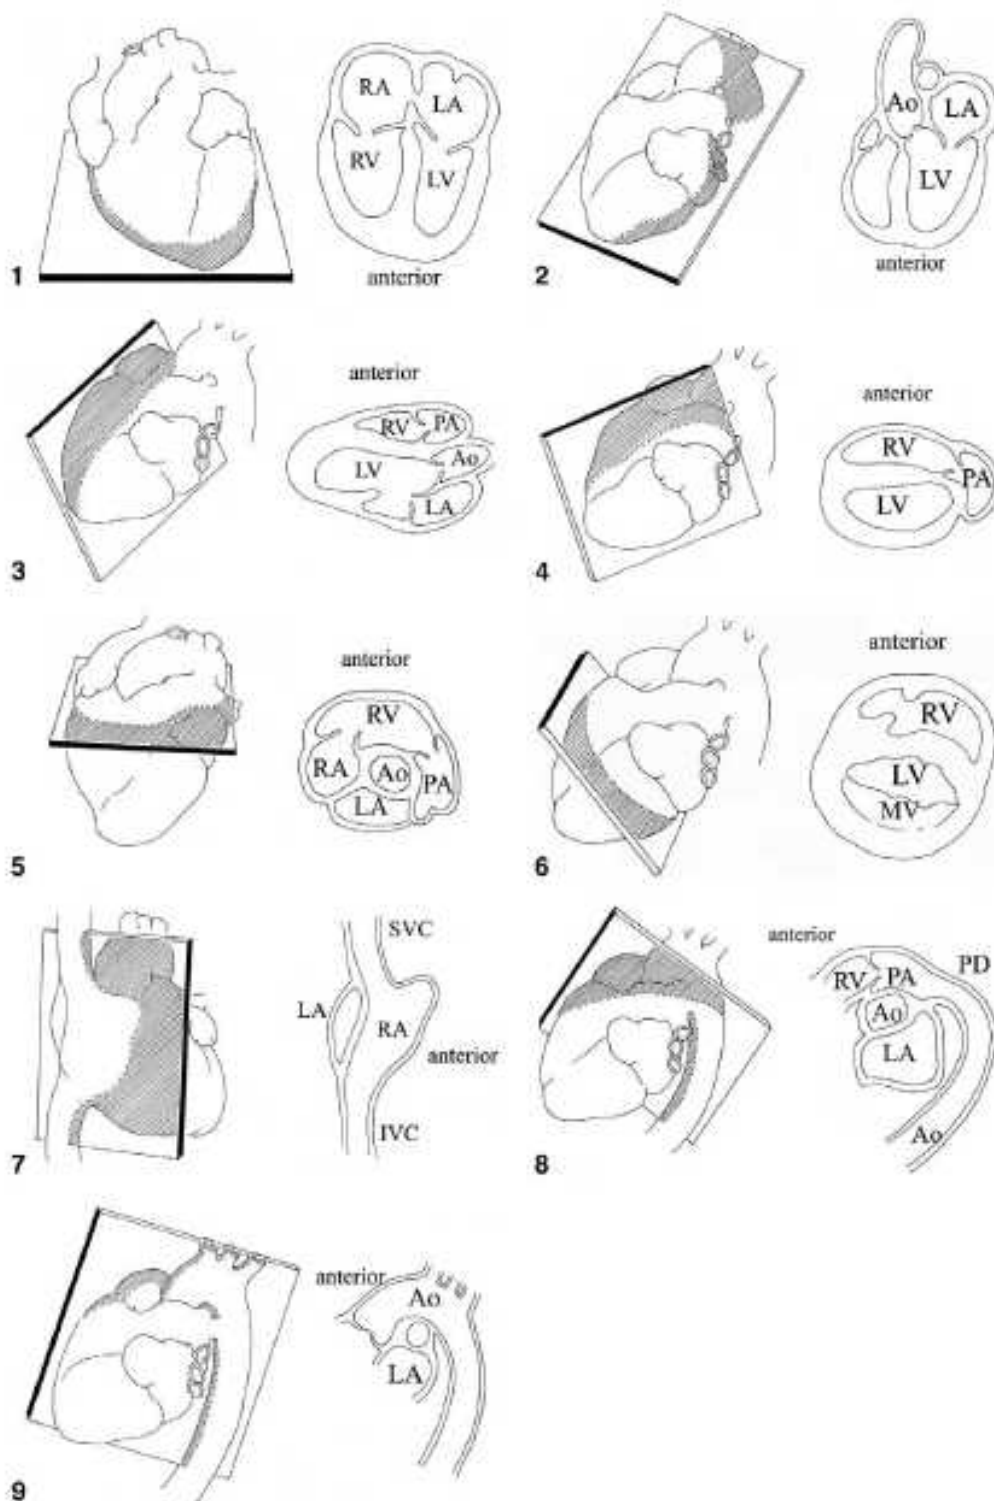 RA
LA
RV
LV
anterior
1
Ao
LA
LV
anterior
2
anterior
RV
PA
Ao
LV
LA
3
anterior
RV
PA
LV
4
anterior
RV
RA
Ao
PA
LA
5
anterior
RV
LV
MV
6
SVC
LA
RA
anterior
IVC
7
anterior
PD
RV
PA
Ao
LA
Ao
8
anterior
Ao
LA
9